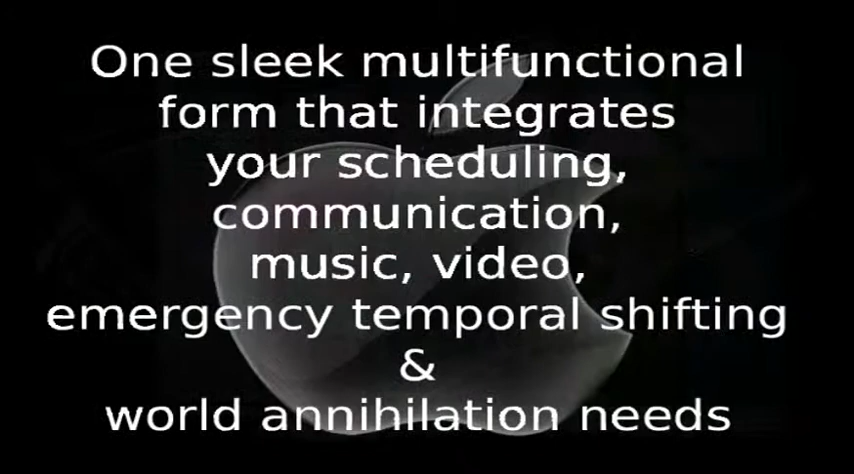 One sleek multifunctional
form that integrates
your scheduling,
communication,
music, video,
emergency temporal shifting
&
world annihilation needs